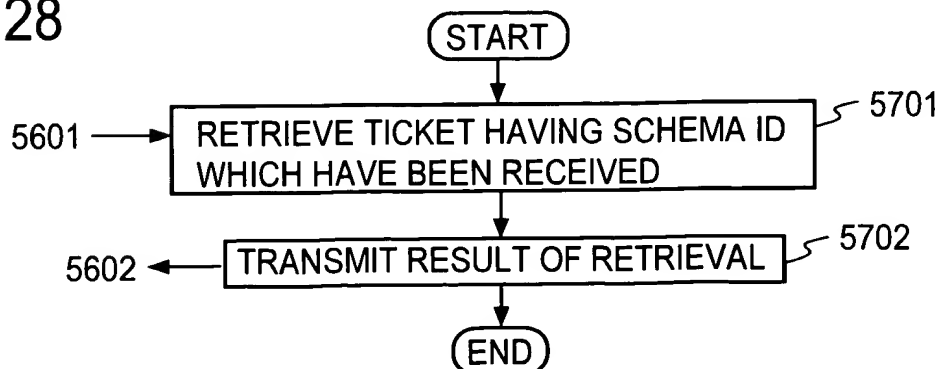 28
START
5601
RETRIEVE TICKET HAVING SCHEMA ID
WHICH HAVE BEEN RECEIVED
5701
5602
TRANSMIT RESULT OF RETRIEVAL
5702
END